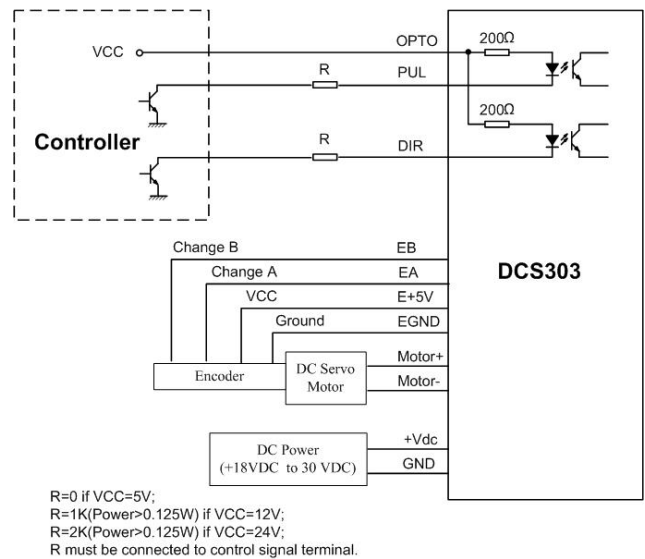 OPTO
200Ω
VCC
R
PUL
200Ω
Controller
R
DIR
Change B
EB
DCS303
Change A
EA
VCC
E+5V
Ground
EGND
Encoder
DC Servo
Motor
Motor+
Motor-
DC Power
(+18VDC to 30 VDC)
+Vdc
GND
R=0 if VCC=5V;
R=1K(Power>0.125W) if VCC=12V;
R=2K(Power>0.125W) if VCC=24V;
R must be connected to control signal terminal.